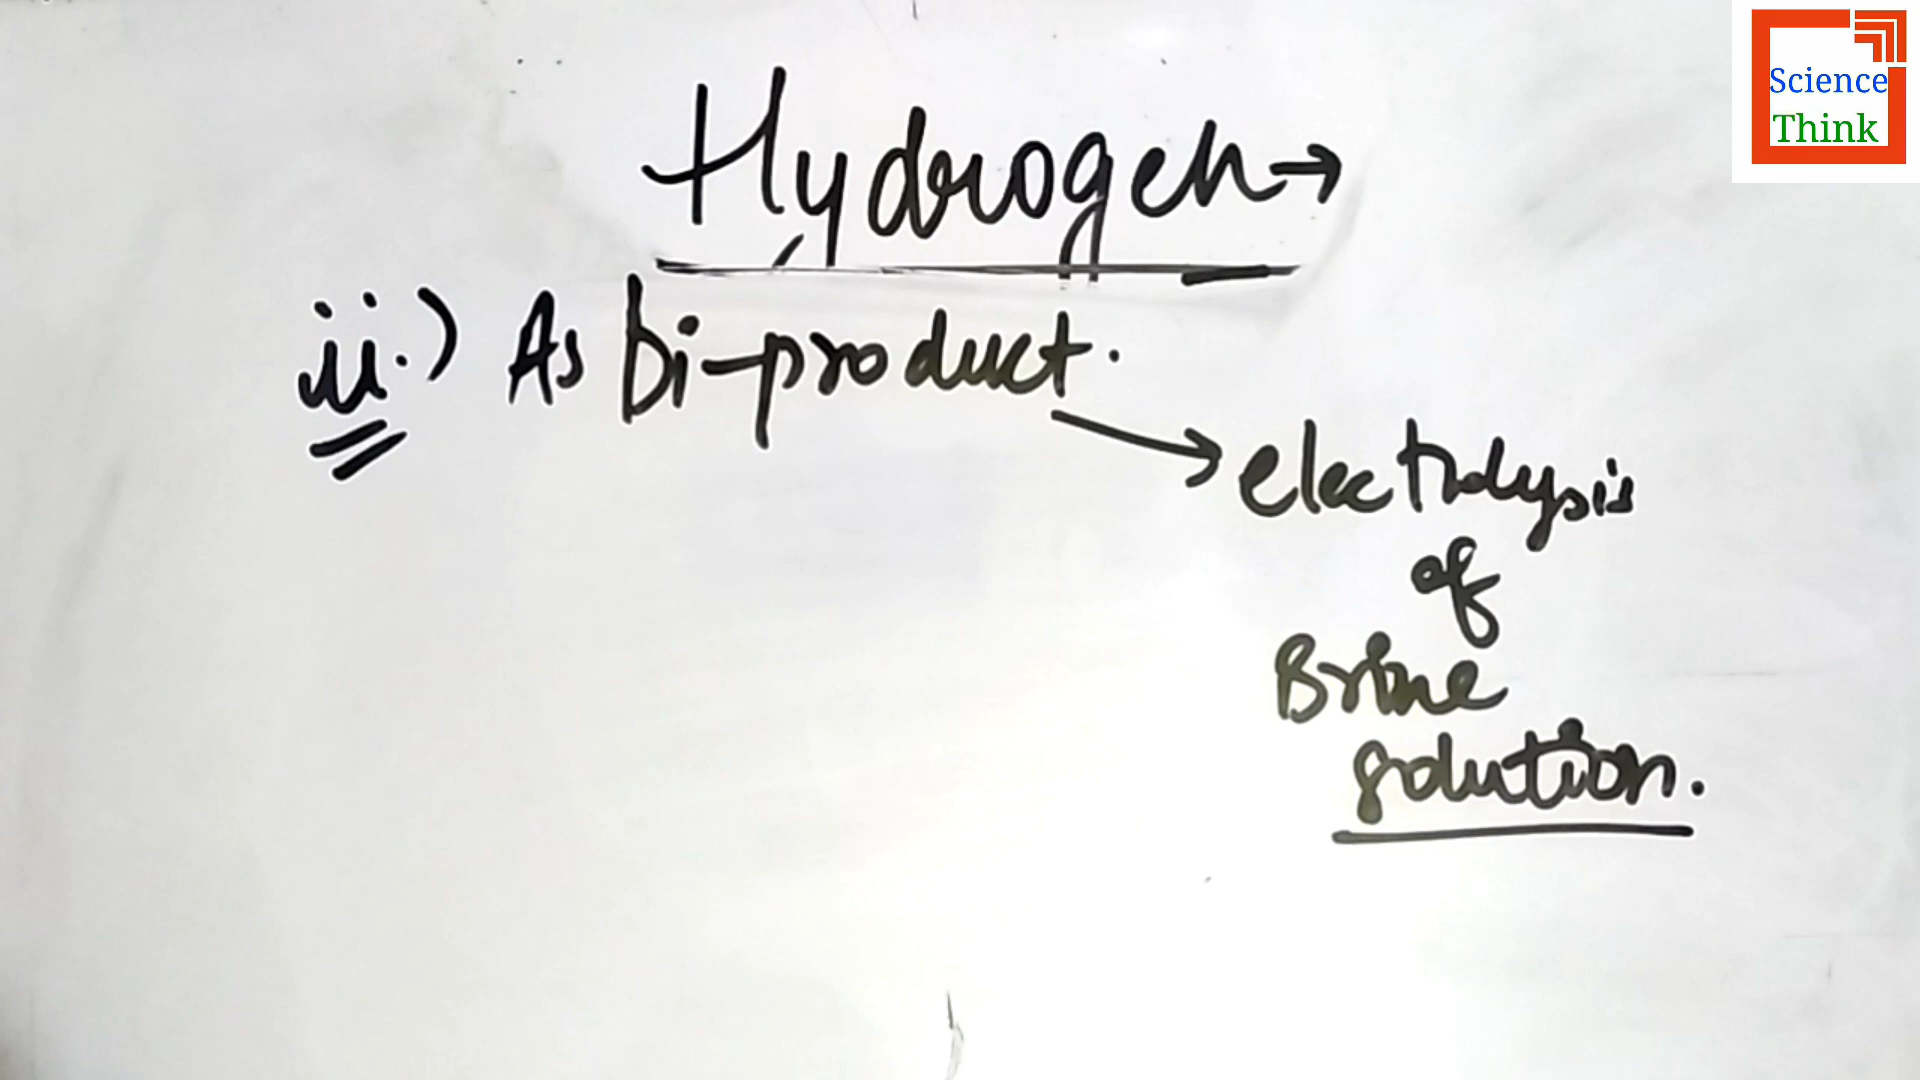 Science
Think
Hydrogen→
ii.) As Bi-product.
→ electrolysis
of
Brine
solution.